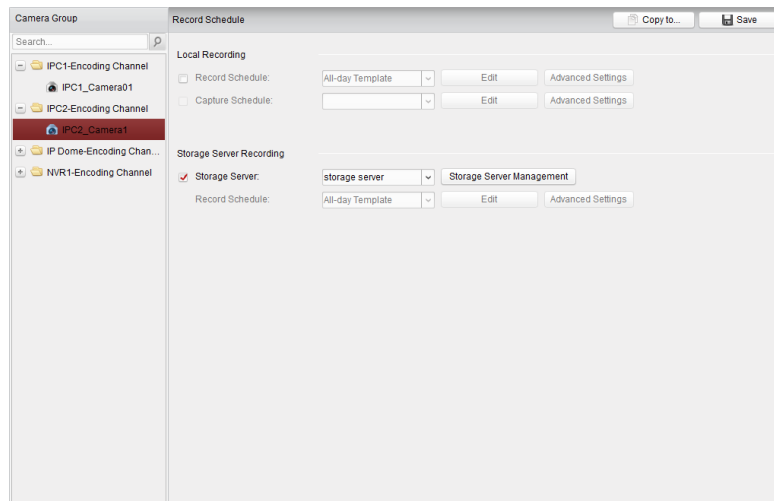 Camera Group
Search...
IPC1-Encoding Channel
IPC1_Camera01
IPC2-Encoding Channel
IPC2_Camera1
IP Dome-Encoding Chan...
NVR1-Encoding Channel
Record Schedule
Copy to...
Save
Local Recording
Record Schedule: All-day Template Edit Advanced Settings
Capture Schedule: Edit Advanced Settings
Storage Server Recording
Storage Server: storage server Storage Server Management
Record Schedule: All-day Template Edit Advanced Settings